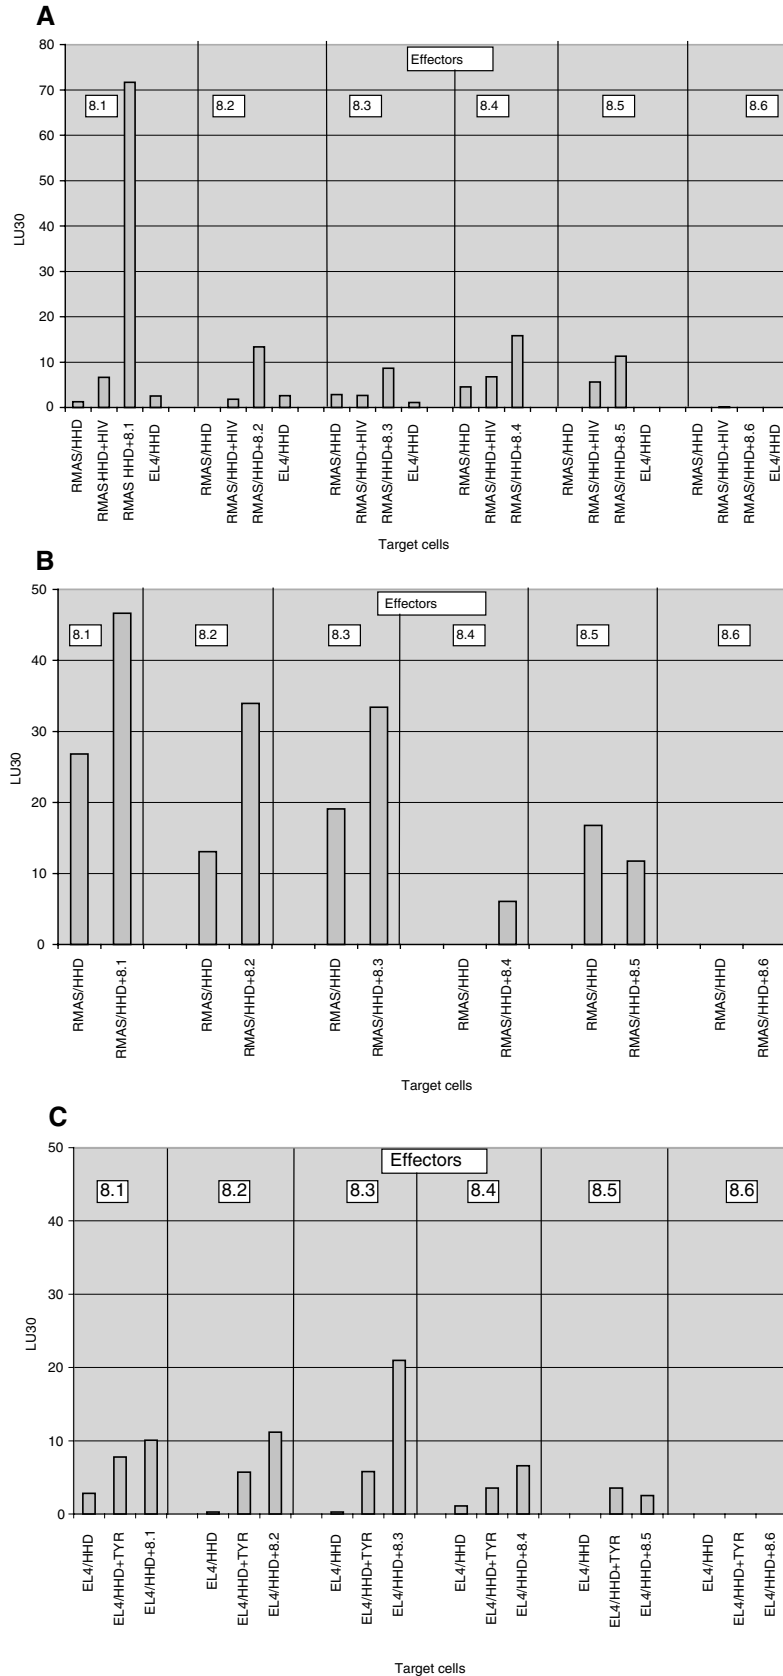 A
80
70
60
50
40
30
20
10
0
LU30
Effectors
8.1
8.2
8.3
8.4
8.5
8.6
RMAS/HHD
RMASHHD+HIV
RMAS HHD+8.1
EL4/HHD
RMAS/HHD
RMAS/HHD+HIV
RMAS/HHD+8.2
EL4/HHD
RMAS/HHD
RMAS/HHD+HIV
RMAS/HHD+8.3
EL4/HHD
RMAS/HHD
RMAS/HHD+HIV
RMAS/HHD+8.4
RMAS/HHD
RMAS/HHD+HIV
RMAS/HHD+8.5
EL4/HHD
RMAS/HHD
RMAS/HHD+HIV
RMAS/HHD+8.6
EL4/HHD
Target cells
B
50
40
30
20
10
0
LU30
Effectors
8.1
8.2
8.3
8.4
8.5
8.6
RMAS/HHD
RMAS/HHD+8.1
RMAS/HHD
RMAS/HHD+8.2
RMAS/HHD
RMAS/HHD+8.3
RMAS/HHD
RMAS/HHD+8.4
RMAS/HHD
RMAS/HHD+8.5
RMAS/HHD
RMAS/HHD+8.6
Target cells
C
50
40
30
20
10
0
LU30
Effectors
8.1
8.2
8.3
8.4
8.5
8.6
EL4/HHD
EL4/HHD+TYR
EL4/HHD+8.1
EL4/HHD
EL4/HHD+TYR
EL4/HHD+8.2
EL4/HHD
EL4/HHD+TYR
EL4/HHD+8.3
EL4/HHD
EL4/HHD+TYR
EL4/HHD+8.4
EL4/HHD
EL4/HHD+TYR
EL4/HHD+8.5
EL4/HHD
EL4/HHD+TYR
EL4/HHD+8.6
Target cells